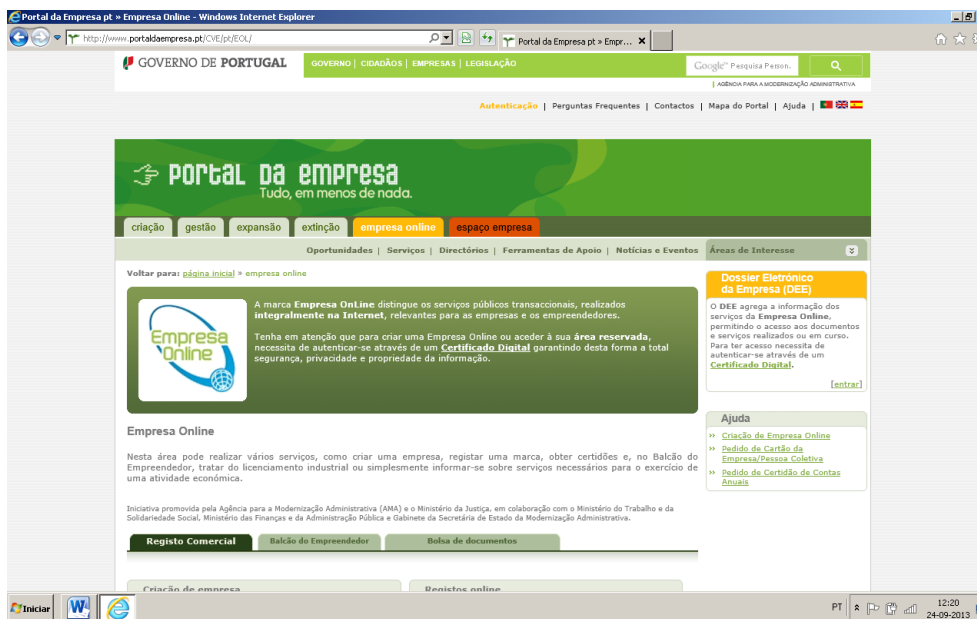 Portal da Empresa pt » Empresa Online - Windows Internet Explorer
http://www.portaldaempresa.pt/CVE/pt/EOL/
Portal da Empresa pt » Empr...
GOVERNO DE PORTUGAL
GOVERNO | CIDADÃOS | EMPRESAS | LEGISLAÇÃO
Google™ Pesquisa Person.
| AGÊNCIA PARA A MODERNIZAÇÃO ADMINISTRATIVA
Autenticação | Perguntas Frequentes | Contactos | Mapa do Portal | Ajuda |
PORTAL DA EMPRESA
Tudo, em menos de nada.
criação gestão expansão extinção empresa online espaço empresa
Oportunidades | Serviços | Directórios | Ferramentas de Apoio | Notícias e Eventos
Áreas de Interesse
Voltar para: página inicial » empresa online
Empresa
Online
A marca Empresa OnLine distingue os serviços públicos transaccionais, realizados
integralmente na Internet, relevantes para as empresas e os empreendedores.
Tenha em atenção que para criar uma Empresa Online ou aceder à sua área reservada,
necessita de autenticar-se através de um Certificado Digital garantindo desta forma a total
segurança, privacidade e propriedade da informação.
Dossier Eletrónico
da Empresa (DEE)
O DEE agrega a informação dos
serviços da Empresa Online,
permitindo o acesso aos documentos
e serviços realizados ou em curso.
Para ter acesso necessita de
autenticar-se através de um
Certificado Digital.
[entrar]
Ajuda
» Criação de Empresa Online
» Pedido de Cartão da
Empresa/Pessoa Coletiva
» Pedido de Certidão de Contas
Anuais
Empresa Online
Nesta área pode realizar vários serviços, como criar uma empresa, registar uma marca, obter certidões e, no Balcão do
Empreendedor, tratar do licenciamento industrial ou simplesmente informar-se sobre serviços necessários para o exercício de
uma atividade económica.
Iniciativa promovida pela Agência para a Modernização Administrativa (AMA) e o Ministério da Justiça, em colaboração com o Ministério do Trabalho e da
Solidariedade Social, Ministério das Finanças e da Administração Pública e Gabinete da Secretária de Estado da Modernização Administrativa.
Registo Comercial Balcão do Empreendedor Bolsa de documentos
Criação de empresa Registos online
Iniciar
PT
12:20
24-09-2013